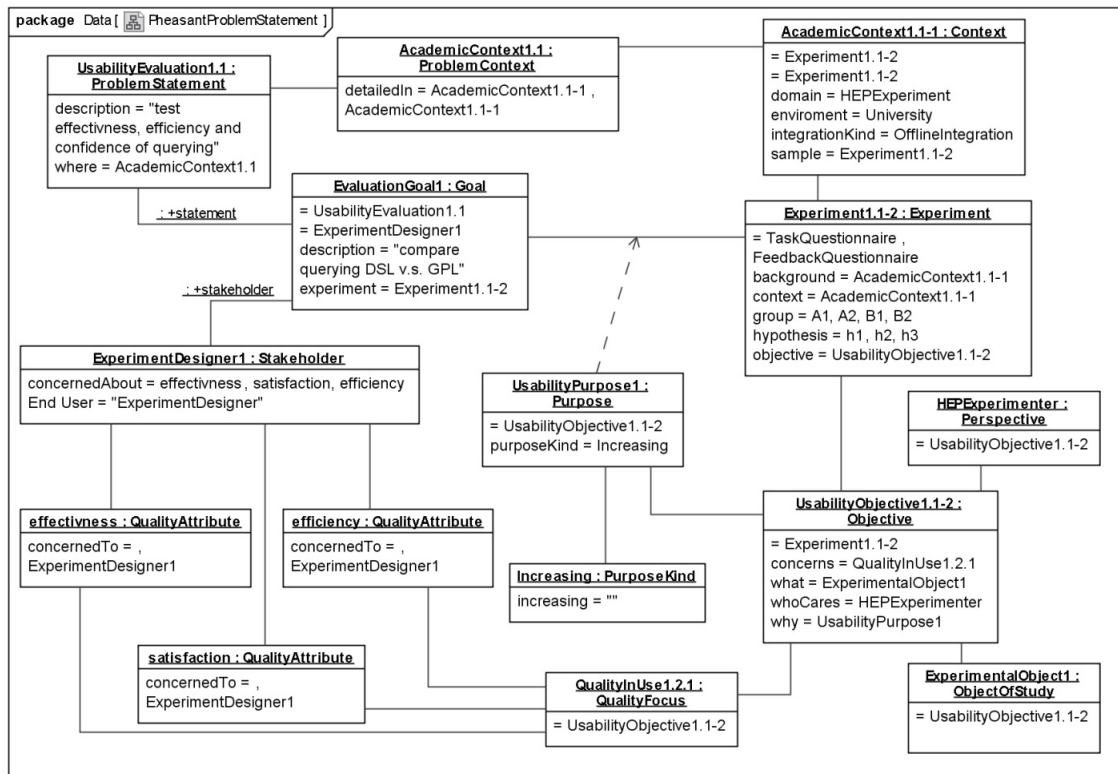 package Data [ PheasantProblemStatement ]
UsabilityEvaluation1.1 :
ProblemStatement
description = "test
effectivness, efficiency and
confidence of querying"
where = AcademicContext1.1
AcademicContext1.1 :
ProblemContext
detailedIn = AcademicContext1.1-1 ,
AcademicContext1.1-1
AcademicContext1.1-1 : Context
= Experiment1.1-2
= Experiment1.1-2
domain = HEPExperiment
enviroment = University
integrationKind = OfflineIntegration
sample = Experiment1.1-2
: +statement
EvaluationGoal1 : Goal
= UsabilityEvaluation1.1
= ExperimentDesigner1
description = "compare
querying DSL v.s. GPL"
experiment = Experiment1.1-2
Experiment1.1-2 : Experiment
= TaskQuestionnaire ,
FeedbackQuestionnaire
background = AcademicContext1.1-1
context = AcademicContext1.1-1
group = A1, A2, B1, B2
hypothesis = h1, h2, h3
objective = UsabilityObjective1.1-2
: +stakeholder
ExperimentDesigner1 : Stakeholder
concernedAbout = effectivness , satisfaction, efficiency
End User = "ExperimentDesigner"
UsabilityPurpose1 :
Purpose
= UsabilityObjective1.1-2
purposeKind = Increasing
HEPExperimenter :
Perspective
= UsabilityObjective1.1-2
effectivness : QualityAttribute
concernedTo = ,
ExperimentDesigner1
efficiency : QualityAttribute
concernedTo = ,
ExperimentDesigner1
Increasing : PurposeKind
increasing = ""
UsabilityObjective1.1-2 :
Objective
= Experiment1.1-2
concerns = QualityInUse1.2.1
what = ExperimentalObject1
whoCares = HEPExperimenter
why = UsabilityPurpose1
satisfaction : QualityAttribute
concernedTo = ,
ExperimentDesigner1
QualityInUse1.2.1 :
QualityFocus
= UsabilityObjective1.1-2
ExperimentalObject1 :
ObjectOfStudy
= UsabilityObjective1.1-2